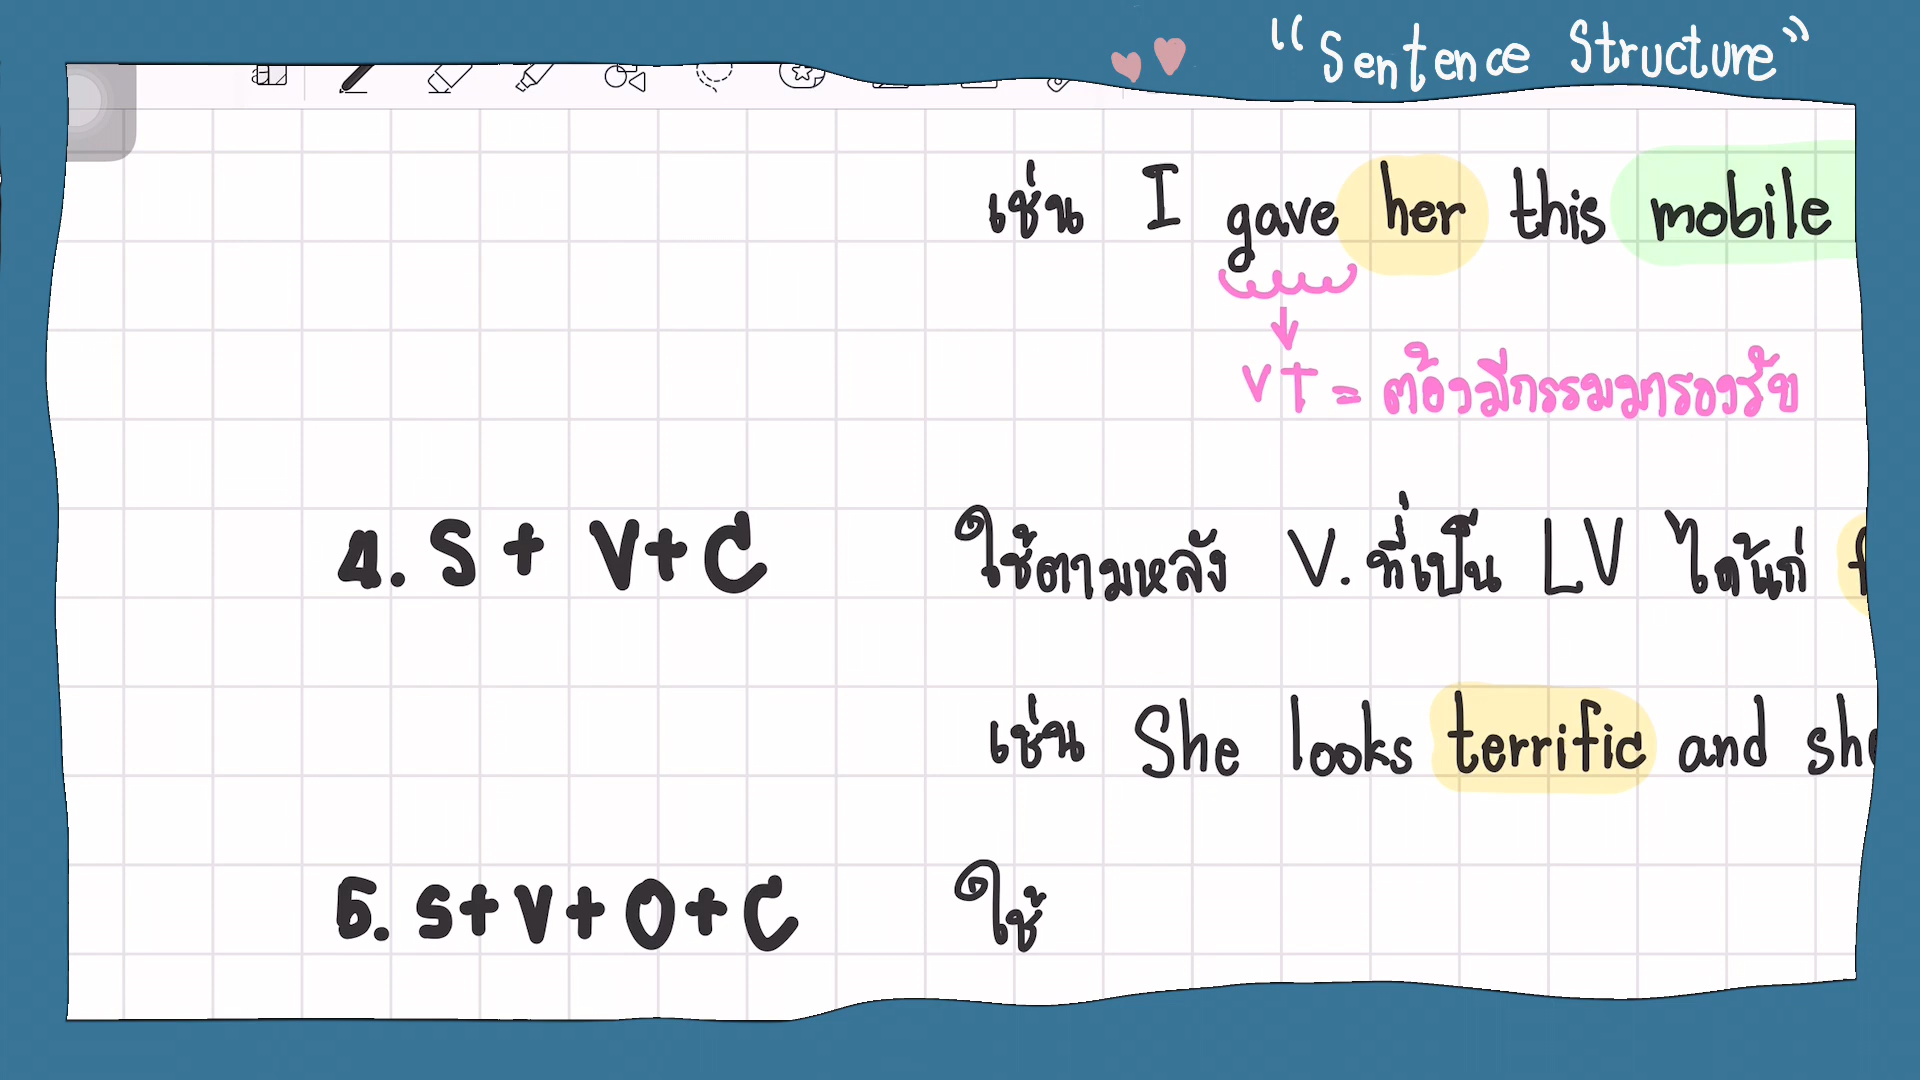 “Sentence Structure”
เช่น I gave her this mobile
VT = ต้องมีกรรมมารองรับ
4. S + V + C ใช้ตามหลัง V. ที่เป็น LV ได้แก่
เช่น She looks terrific and she
5. S + V + O + C ใช้